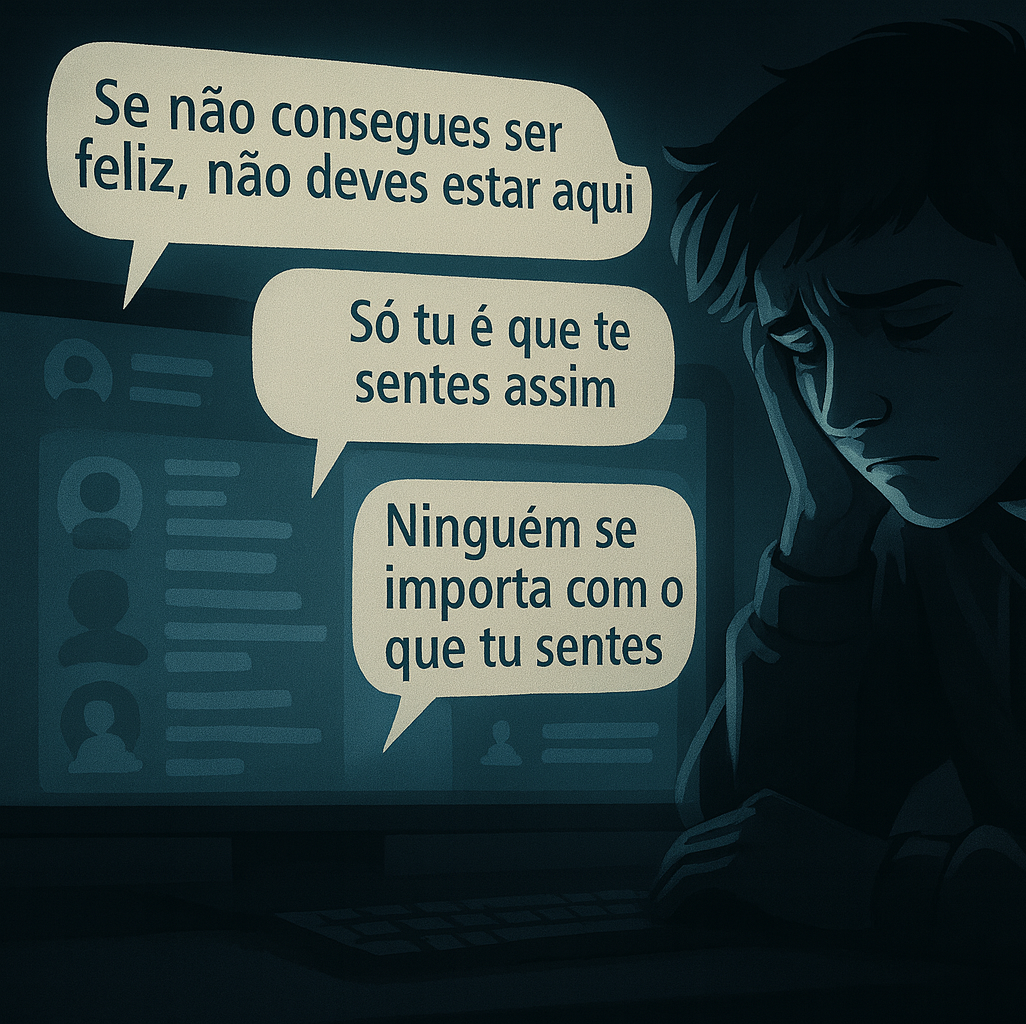 Se não consegues ser
feliz, não deves estar aqui
Só tu é que te
sentes assim
Ninguém se
importa com o
que tu sentes